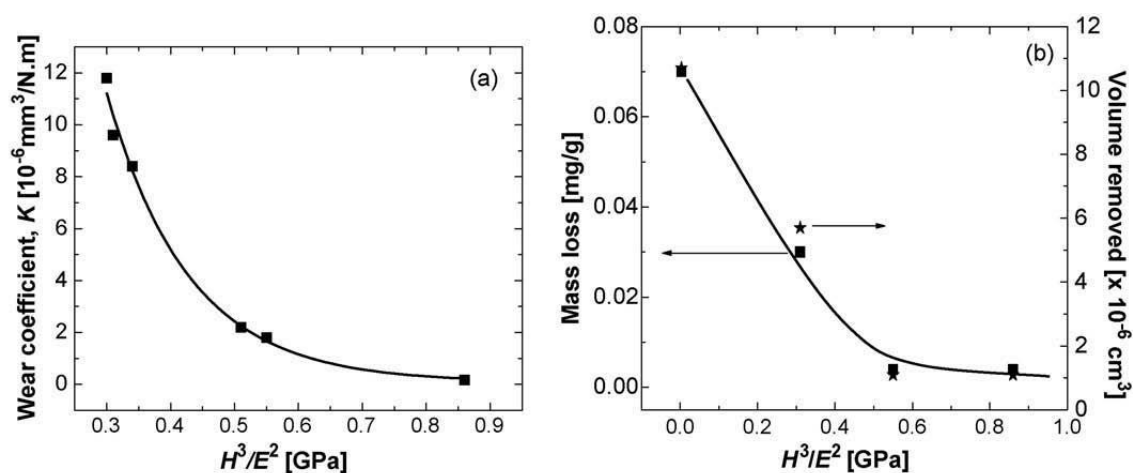 Wear coefficient, K [10⁻⁶mm³/N.m]
12
10
8
6
4
2
0
(a)
0.3 0.4 0.5 0.6 0.7 0.8 0.9
H³/E² [GPa]
Mass loss [mg/g]
0.08
0.06
0.04
0.02
0.00
(b)
12
10
8
6
4
2
0
Volume removed [x 10⁻⁶ cm³]
0.0 0.2 0.4 0.6 0.8 1.0
H³/E² [GPa]